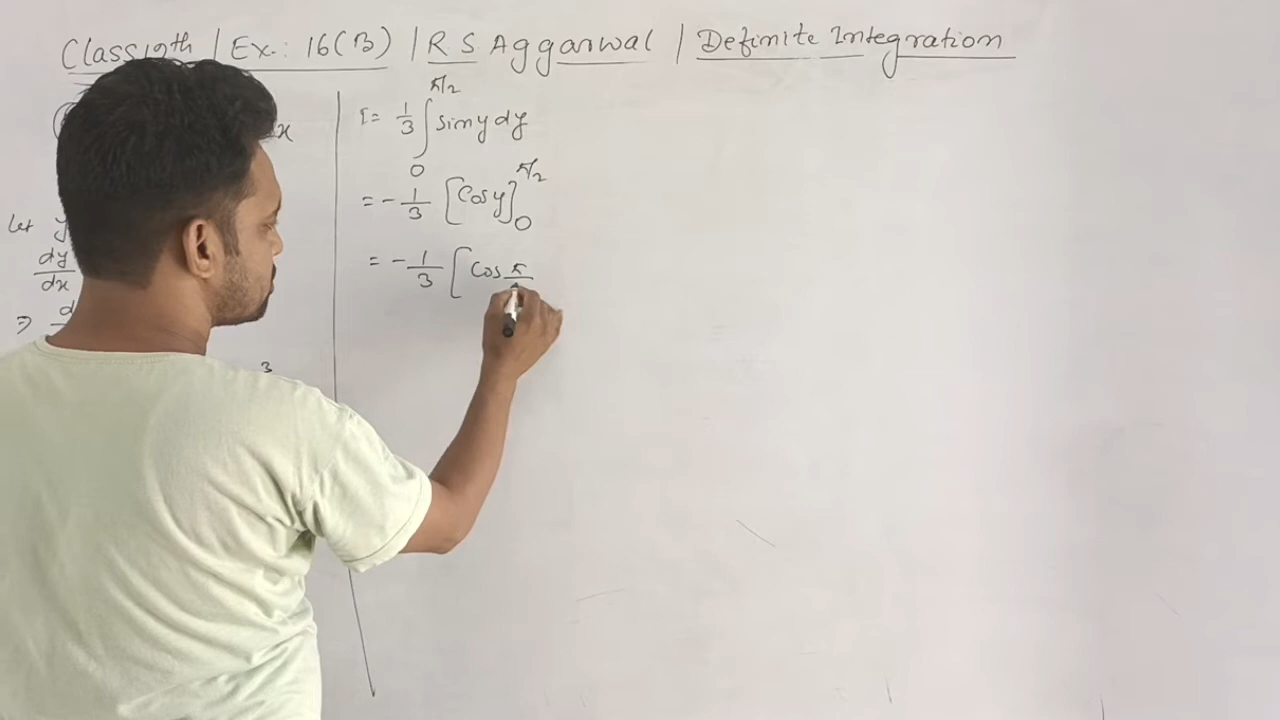 Class 12th | Ex.: 16(B) | R S Aggarwal | Definite Integration
x
Let y
dy
dx
⇒ d
3
I = 1/3 ∫₀^π/2 sin y dy
= - 1/3 [cos y]₀^π/2
= - 1/3 [cos π